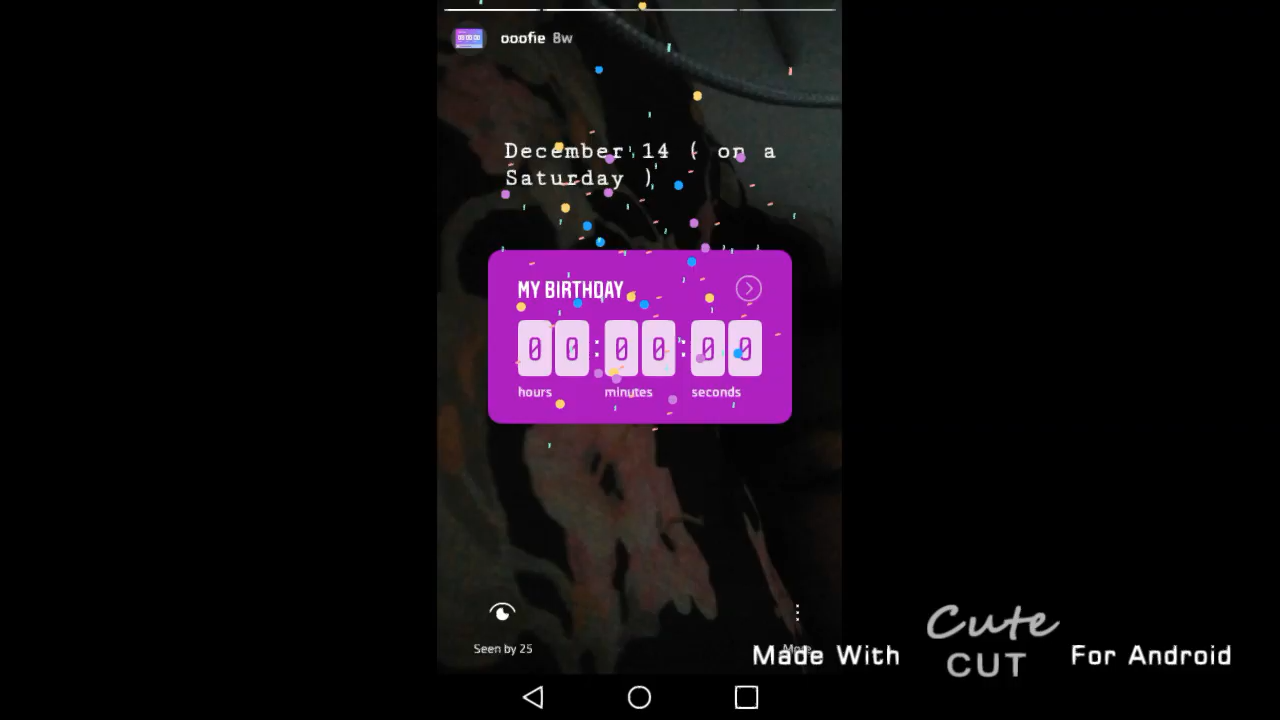 ooofie 8w
December 14 ( on a
Saturday )
MY BIRTHDAY
00:00:00
hours minutes seconds
Seen by 25
More
Made With Cute CUT For Android